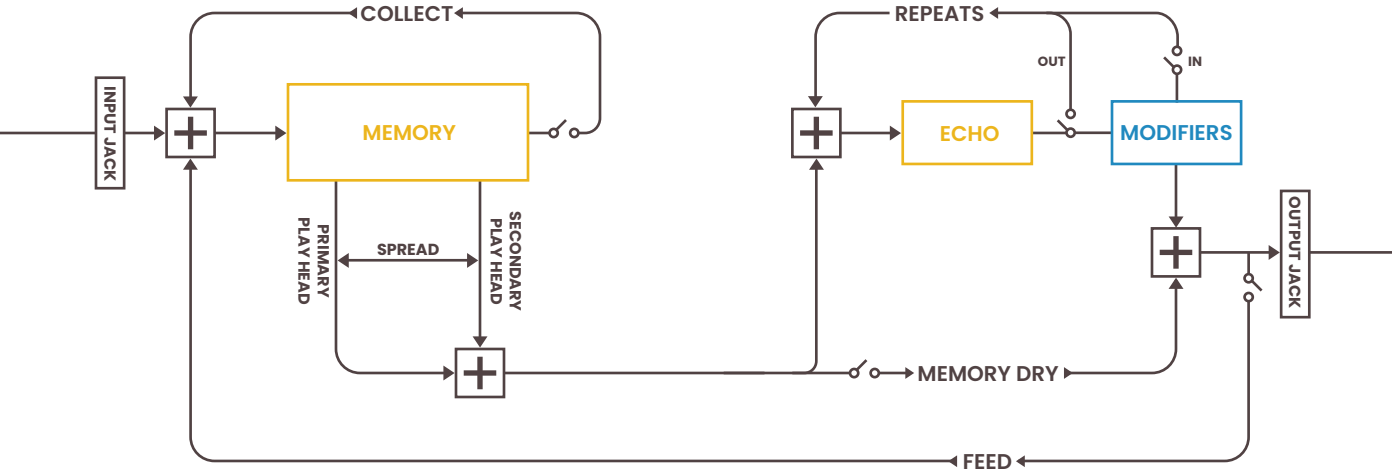 COLLECT
REPEATS
OUT
IN
INPUT JACK
MEMORY
ECHO
MODIFIERS
PRIMARY
PLAY HEAD
SPREAD
SECONDARY
PLAY HEAD
OUTPUT JACK
MEMORY DRY
FEED